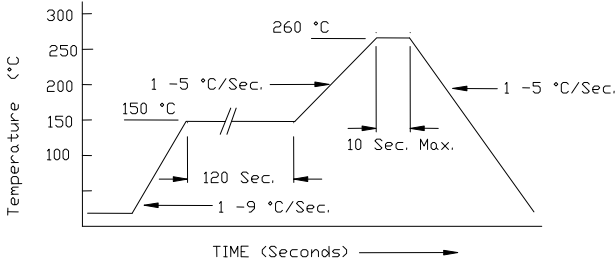 300
260 °C
250
200
1 -5 °C/Sec.
1 -5 °C/Sec.
150 °C
150
10 Sec. Max.
100
120 Sec.
1 -9 °C/Sec.
Temperature (°C
TIME (Seconds)